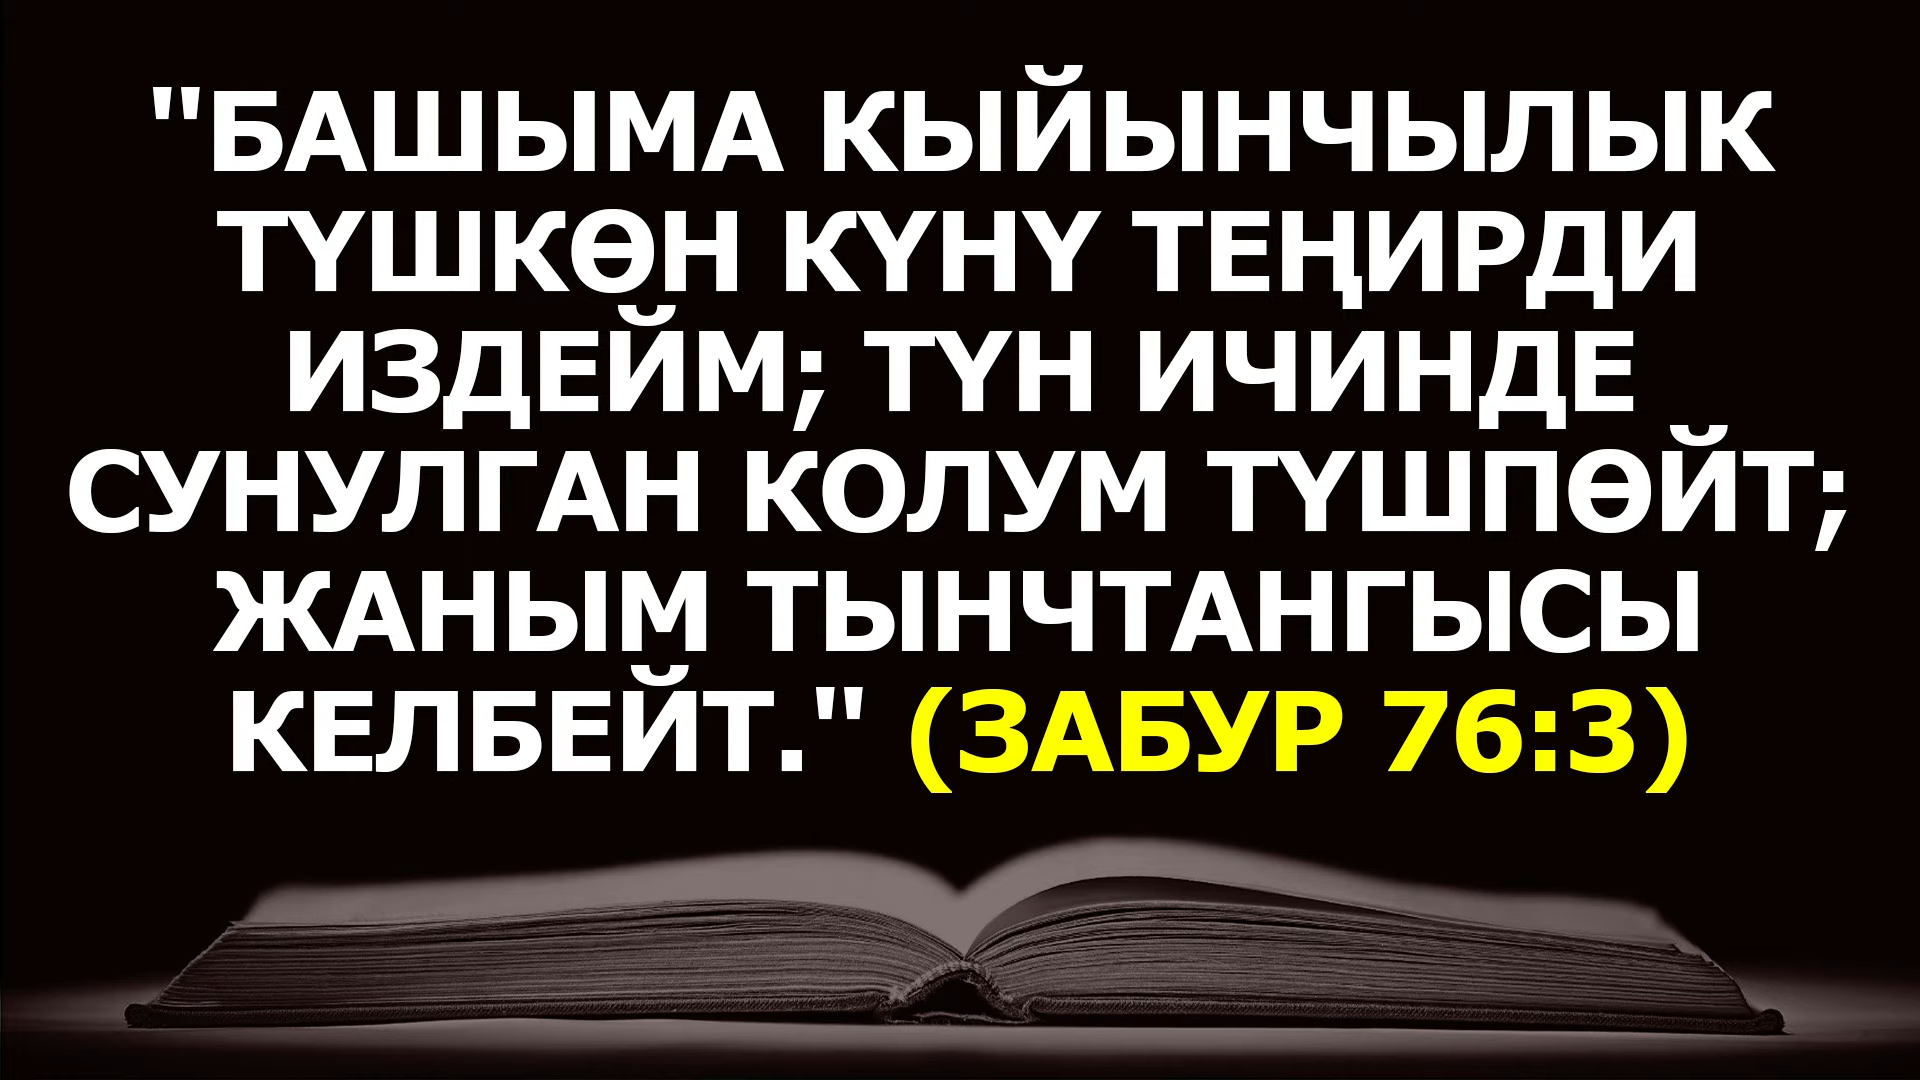 "БАШЫМА КЫЙЫНЧЫЛЫК
ТҮШКӨН КҮНҮ ТЕҢИРДИ
ИЗДЕЙМ; ТҮН ИЧИНДЕ
СУНУЛГАН КОЛУМ ТҮШПӨЙТ;
ЖАНЫМ ТЫНЧТАНГЫСЫ
КЕЛБЕЙТ." (ЗАБУР 76:3)